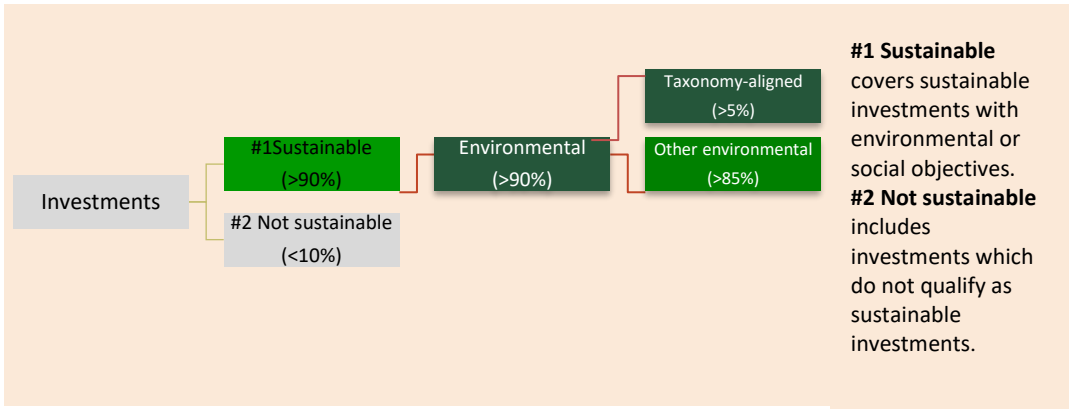 Investments
#1Sustainable
(>90%)
#2 Not sustainable
(<10%)
Environmental
(>90%)
Taxonomy-aligned
(>5%)
Other environmental
(>85%)
#1 Sustainable
covers sustainable
investments with
environmental or
social objectives.
#2 Not sustainable
includes
investments which
do not qualify as
sustainable
investments.